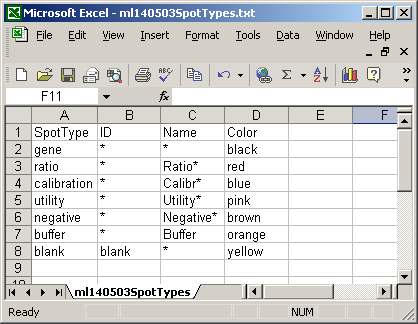 Microsoft Excel - ml140503SpotTypes.txt
File Edit View Insert Format Tools
Data Window Help
F11 fx
A B C D E F
1 SpotType ID Name Color
2 gene * * black
3 ratio * Ratio* red
4 calibration * Calibr* blue
5 utility * Utility* pink
6 negative * Negative* brown
7 buffer * Buffer orange
8 blank blank * yellow
9
ml140503SpotTypes
Ready NUM